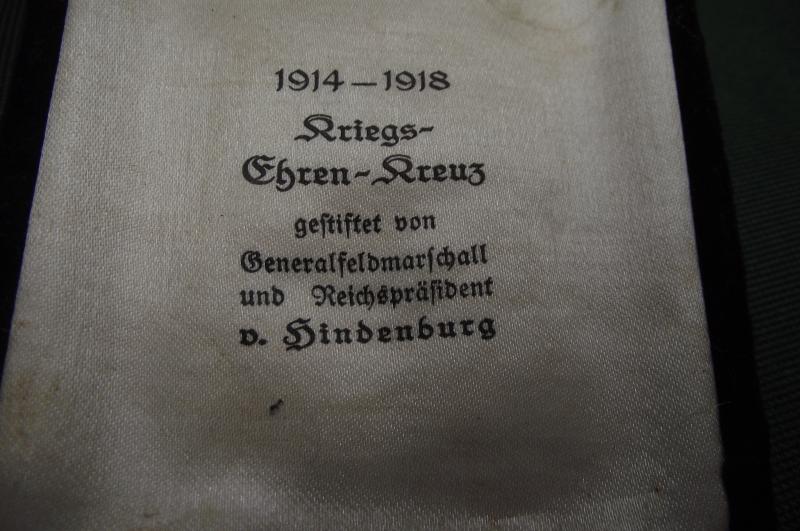 1914–1918
Kriegs-
Ehren-Kreuz
geſtiftet von
Generalfeldmarſchall
und Reichspräſident
v. Hindenburg